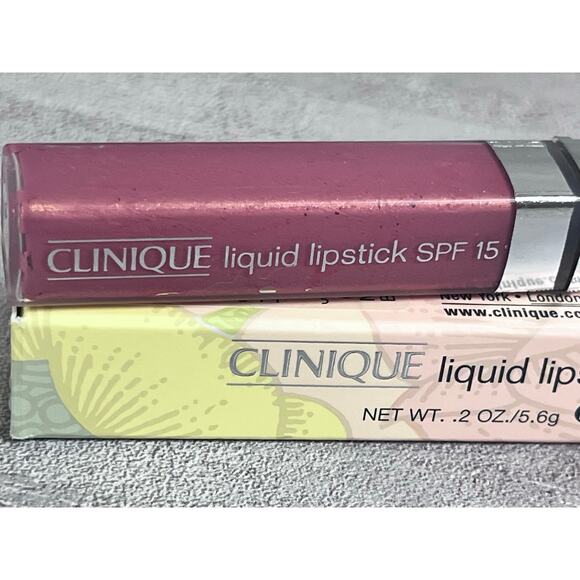 CLINIQUE liquid lipstick SPF 15
New York • London
www.clinique.co
CLINIQUE liquid lips
NET WT. .2 OZ./5.6g